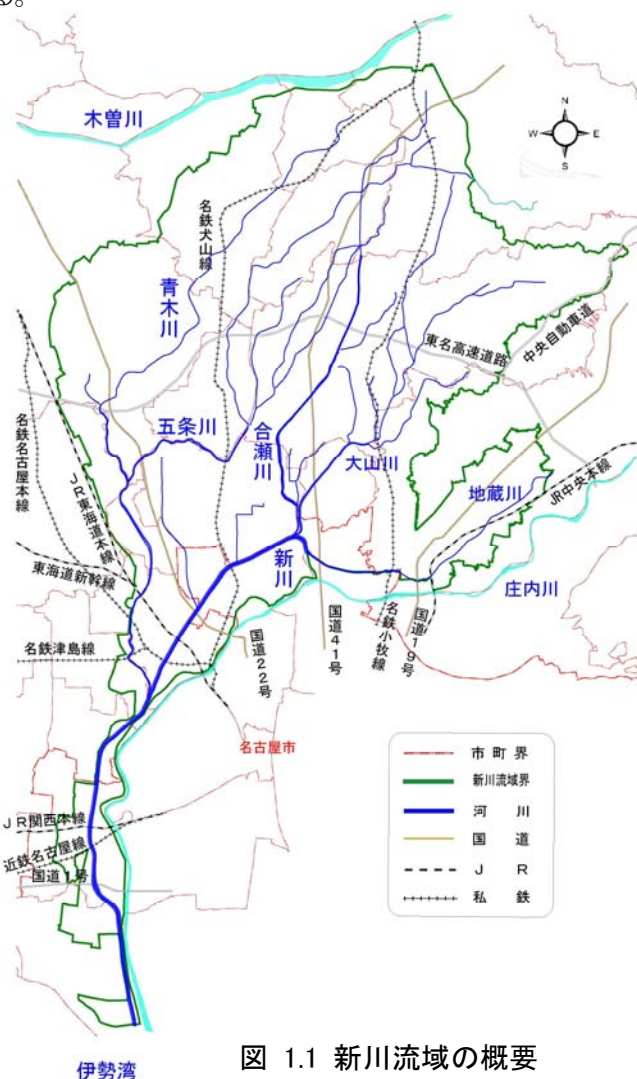 る。
木曽川
N
W E
S
名鉄犬山線
青木川
中央自動車道
東名高速道路
五条川
合瀬川
大山川
地蔵川
JR中央本線
名鉄名古屋本線
JR東海道本線
東海道新幹線
新川
庄内川
名鉄津島線
国道22号
国道41号
名鉄小牧線
国道19号
名古屋市
市町界
新川流域界
河川
国道
JR
私鉄
JR関西本線
近鉄名古屋線
国道1号
伊勢湾
図 1.1 新川流域の概要